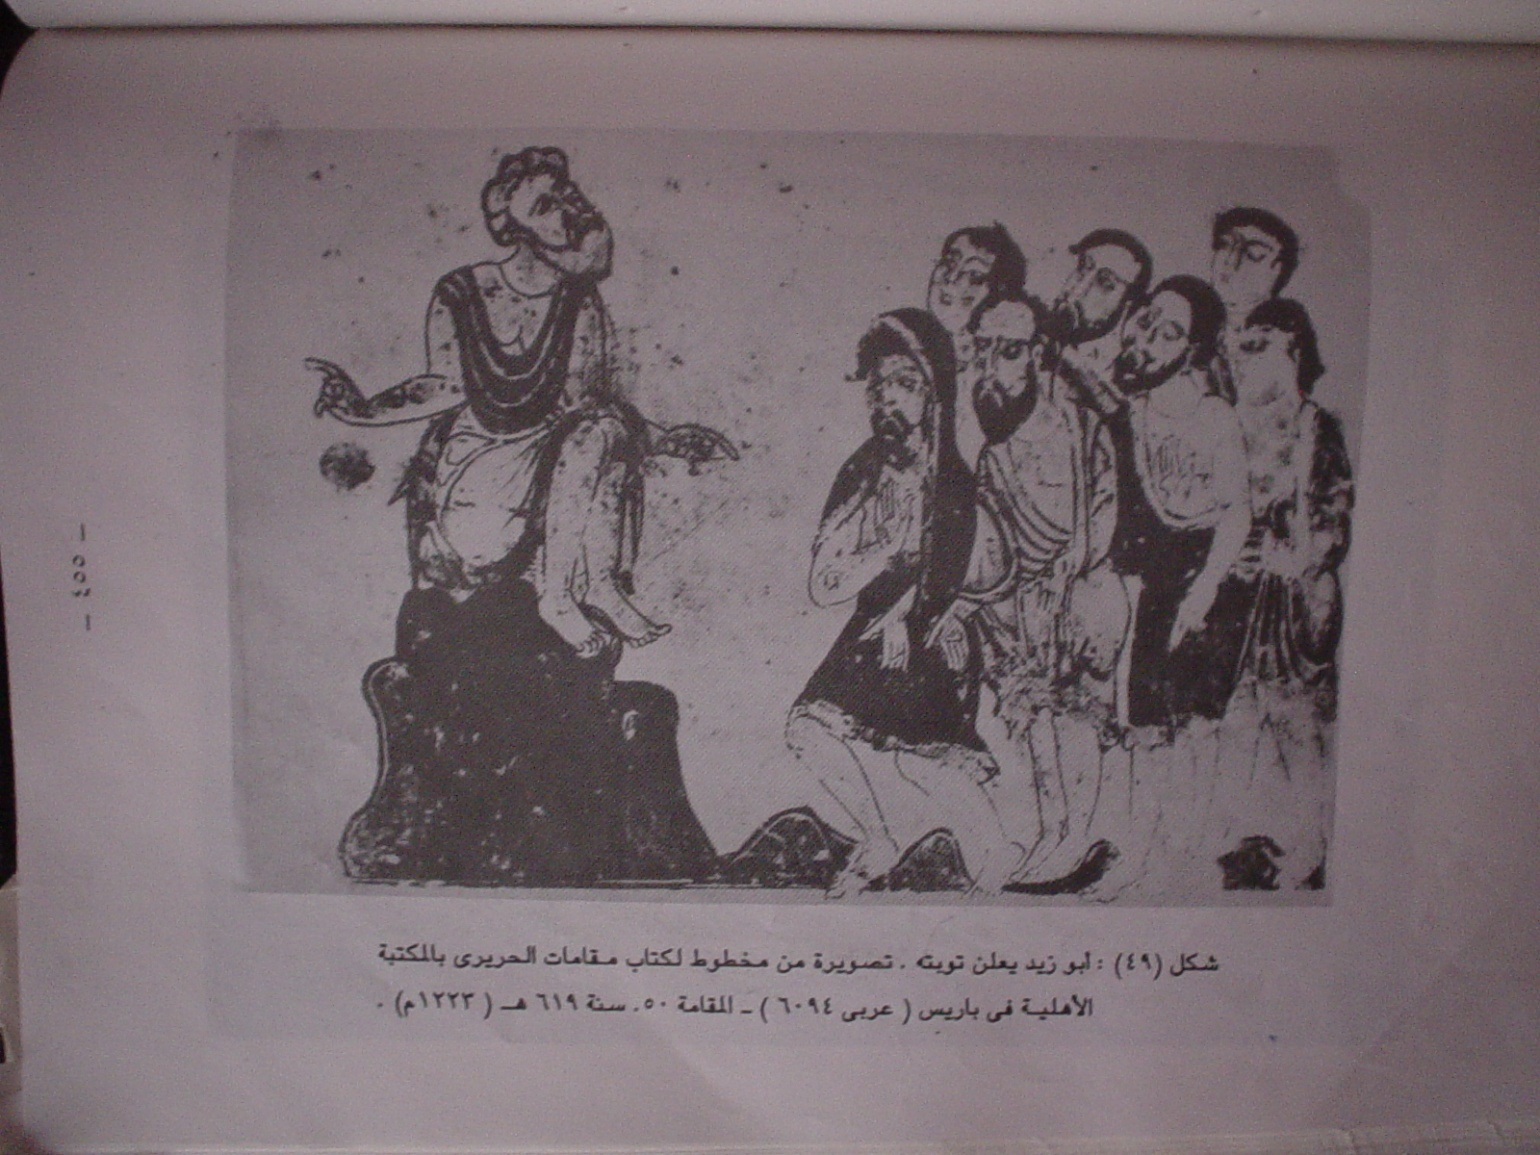 شكل (٤٩) : أبو زيد يعلن توبته . تصويرة من مخطوط لكتاب مقامات الحريرى بالمكتبة
الأهلية فى باريس ( عربى ٦٠٩٤ ) ــ المقامة ٥٠. سنة ٦١٩ هـ ( ١٢٢٣م) .
– ٤٥٥ –